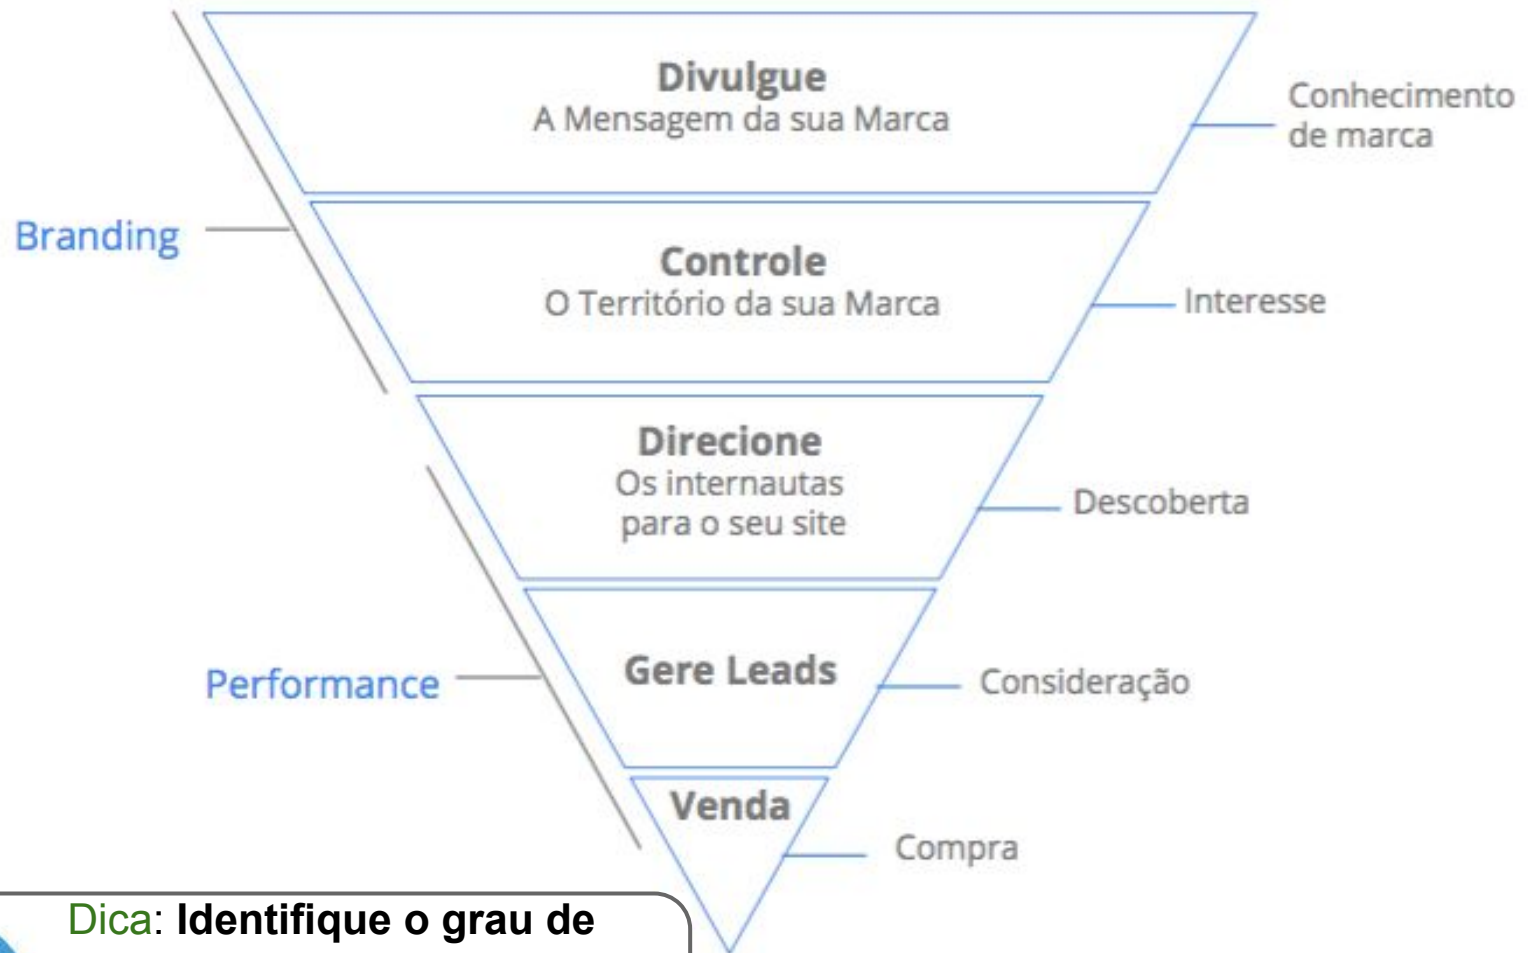 Divulgue
A Mensagem da sua Marca
Conhecimento
de marca
Branding
Controle
O Território da sua Marca
Interesse
Direcione
Os internautas
para o seu site
Descoberta
Performance
Gere Leads
Consideração
Venda
Compra
Dica: Identifique o grau de